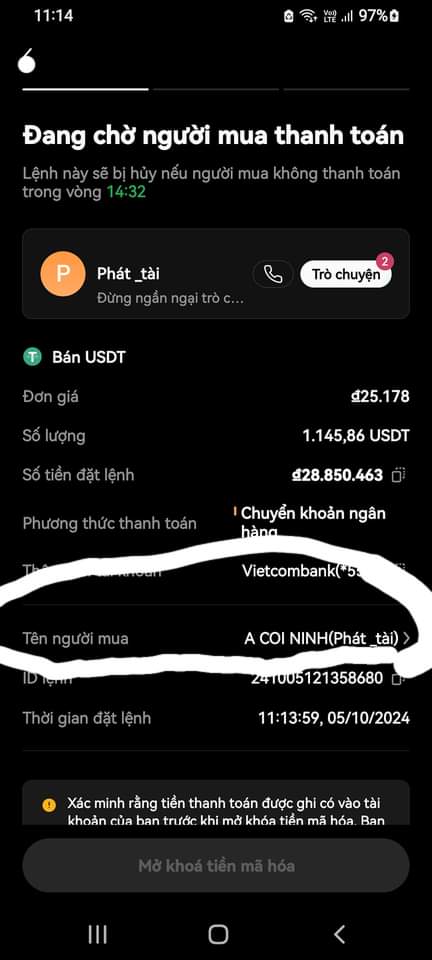 11:14
Vo)) LTE 97%
Đang chờ người mua thanh toán
Lệnh này sẽ bị hủy nếu người mua không thanh toán
trong vòng 14:32
P
Phát _tài
Trò chuyện
2
Đừng ngần ngại trò c...
T
Bán USDT
Đơn giá
₫25.178
Số lượng
1.145,86 USDT
Số tiền đặt lệnh
₫28.850.463
Phương thức thanh toán
Chuyển khoản ngân
hàng
Vietcombank(*5
Tên người mua
A COI NINH(Phát_tài)
ID lệnh
241005121358680
Thời gian đặt lệnh
11:13:59, 05/10/2024
Xác minh rằng tiền thanh toán được ghi có vào tài
khoản của bạn trước khi mở khóa tiền mã hóa. Bạn
Mở khoá tiền mã hóa